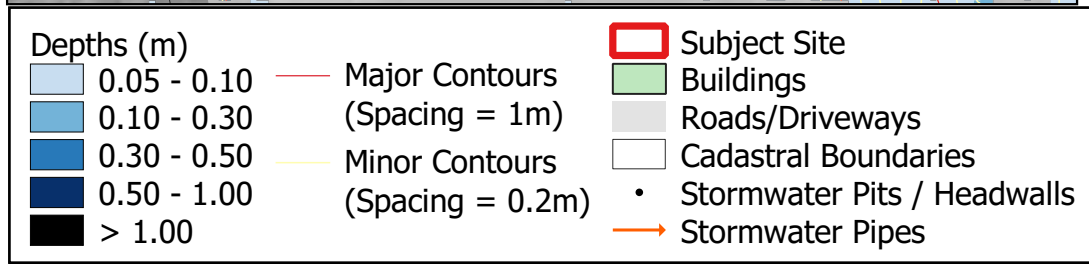 Depths (m)
0.05 - 0.10
0.10 - 0.30
0.30 - 0.50
0.50 - 1.00
> 1.00
Major Contours
(Spacing = 1m)
Minor Contours
(Spacing = 0.2m)
Subject Site
Buildings
Roads/Driveways
Cadastral Boundaries
Stormwater Pits / Headwalls
Stormwater Pipes